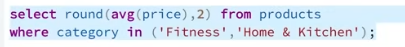 select round(avg(price),2) from products
where category in ('Fitness','Home & Kitchen');